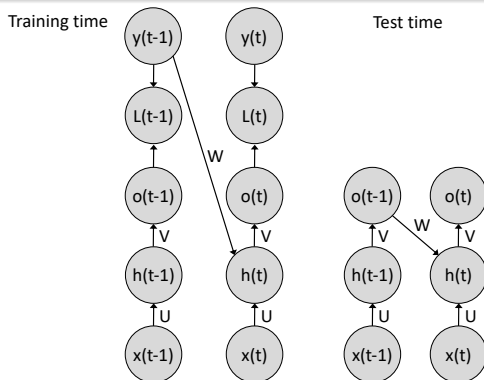 Training time y(t-1) y(t) Test time
L(t-1) L(t)
W
o(t-1) o(t) o(t-1) o(t)
V V V W V
h(t-1) h(t) h(t-1) h(t)
U U U U
x(t-1) x(t) x(t-1) x(t)